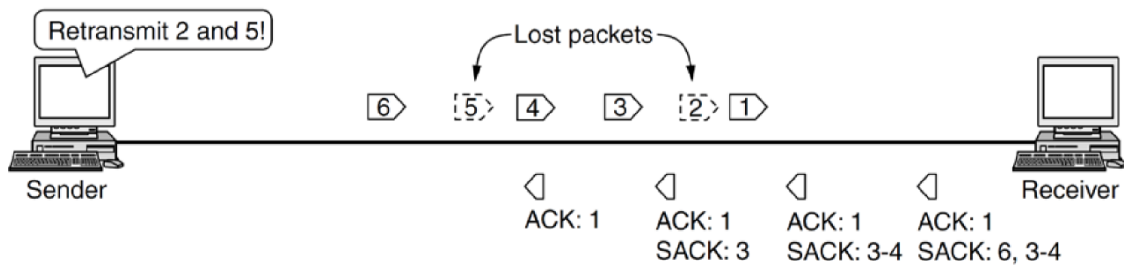 Retransmit 2 and 5!
Lost packets
6 5 4 3 2 1
Sender
Receiver
ACK: 1
ACK: 1
SACK: 3
ACK: 1
SACK: 3-4
ACK: 1
SACK: 6, 3-4